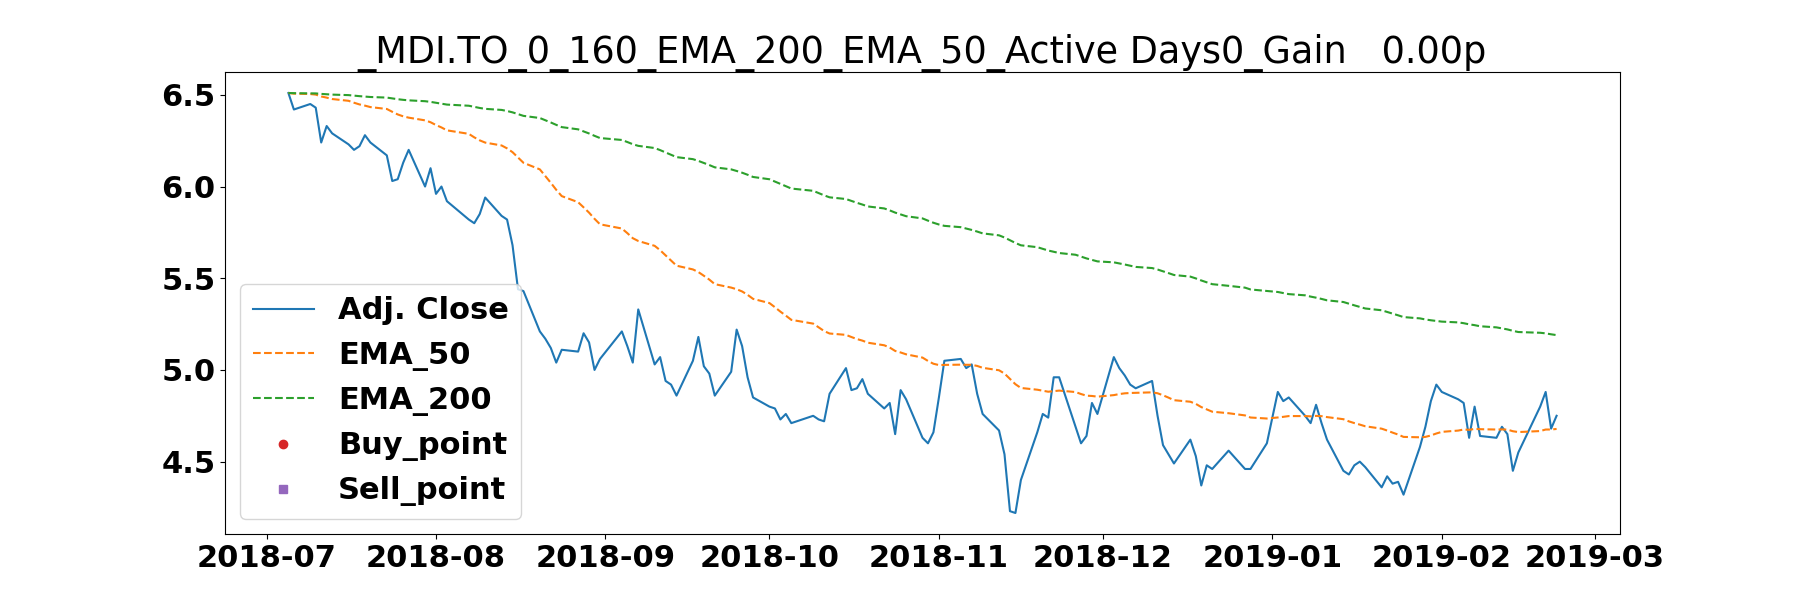 _MDI.TO_0_160_EMA_200_EMA_50_Active Days0_Gain   0.00p
6.5
6.0
5.5
5.0
4.5
Adj. Close
EMA_50
EMA_200
Buy_point
Sell_point
2018-07 2018-08 2018-09 2018-10 2018-11 2018-12 2019-01 2019-02 2019-03